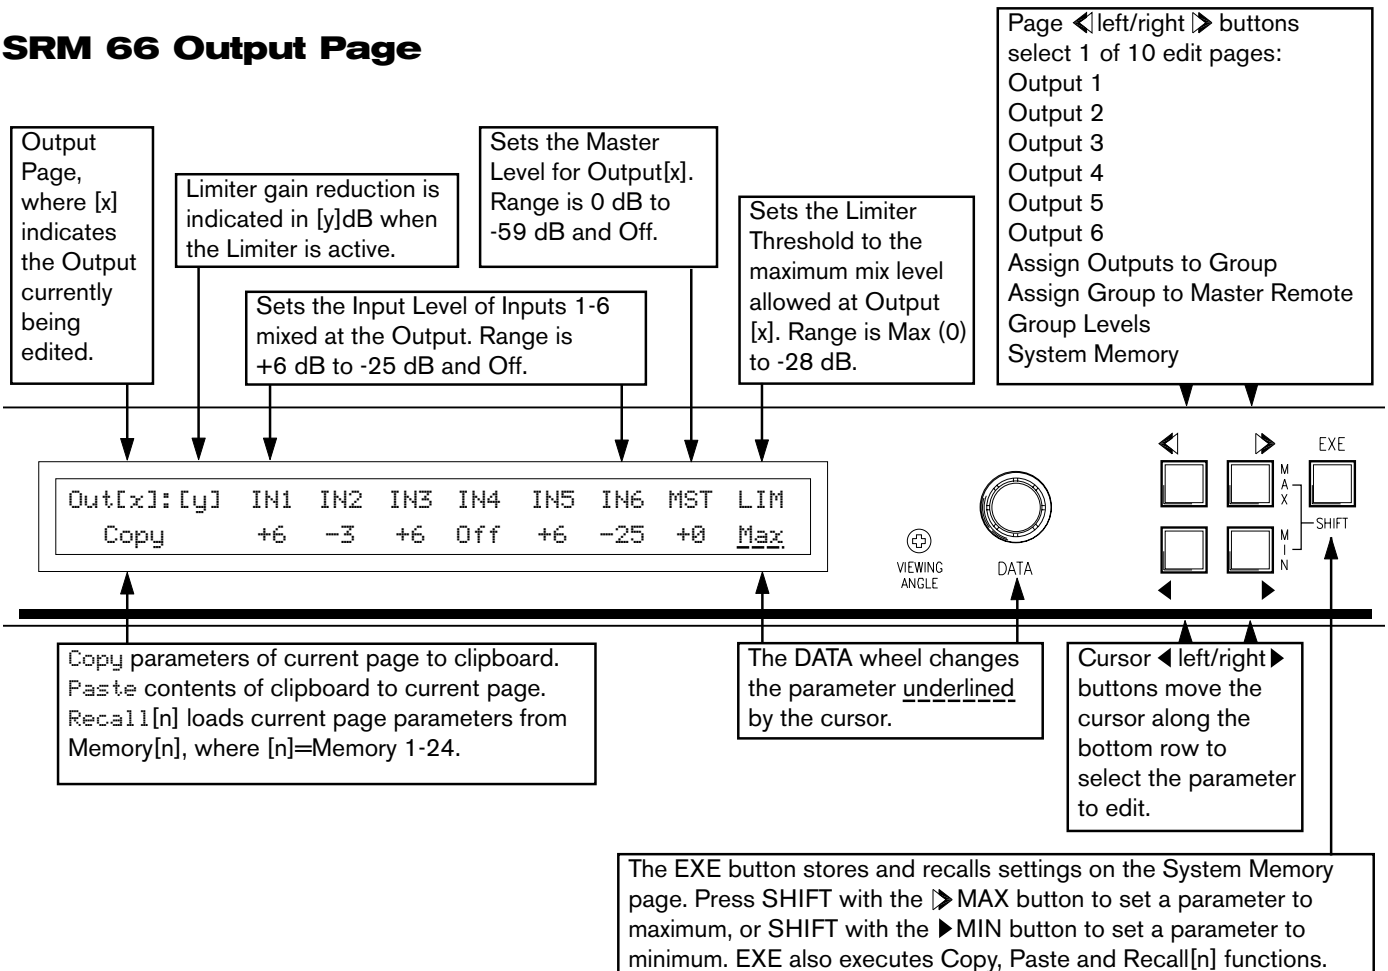 SRM 66 Output Page
Page left/right buttons
select 1 of 10 edit pages:
Output 1
Output 2
Output 3
Output 4
Output 5
Output 6
Assign Outputs to Group
Assign Group to Master Remote
Group Levels
System Memory
Output
Page,
where [x]
indicates
the Output
currently
being
edited.
Limiter gain reduction is
indicated in [y]dB when
the Limiter is active.
Sets the Input Level of Inputs 1-6
mixed at the Output. Range is
+6 dB to -25 dB and Off.
Sets the Master
Level for Output[x].
Range is 0 dB to
-59 dB and Off.
Sets the Limiter
Threshold to the
maximum mix level
allowed at Output
[x]. Range is Max (0)
to -28 dB.
Out[x]:[y] IN1 IN2 IN3 IN4 IN5 IN6 MST LIM
Copy +6 -3 +6 Off +6 -25 +0 Max
VIEWING
ANGLE
DATA
EXE
MAX
SHIFT
MIN
Copy parameters of current page to clipboard.
Paste contents of clipboard to current page.
Recall[n] loads current page parameters from
Memory[n], where [n]=Memory 1-24.
The DATA wheel changes
the parameter underlined
by the cursor.
Cursor ◀ left/right ▶
buttons move the
cursor along the
bottom row to
select the parameter
to edit.
The EXE button stores and recalls settings on the System Memory
page. Press SHIFT with the MAX button to set a parameter to
maximum, or SHIFT with the ▶ MIN button to set a parameter to
minimum. EXE also executes Copy, Paste and Recall[n] functions.